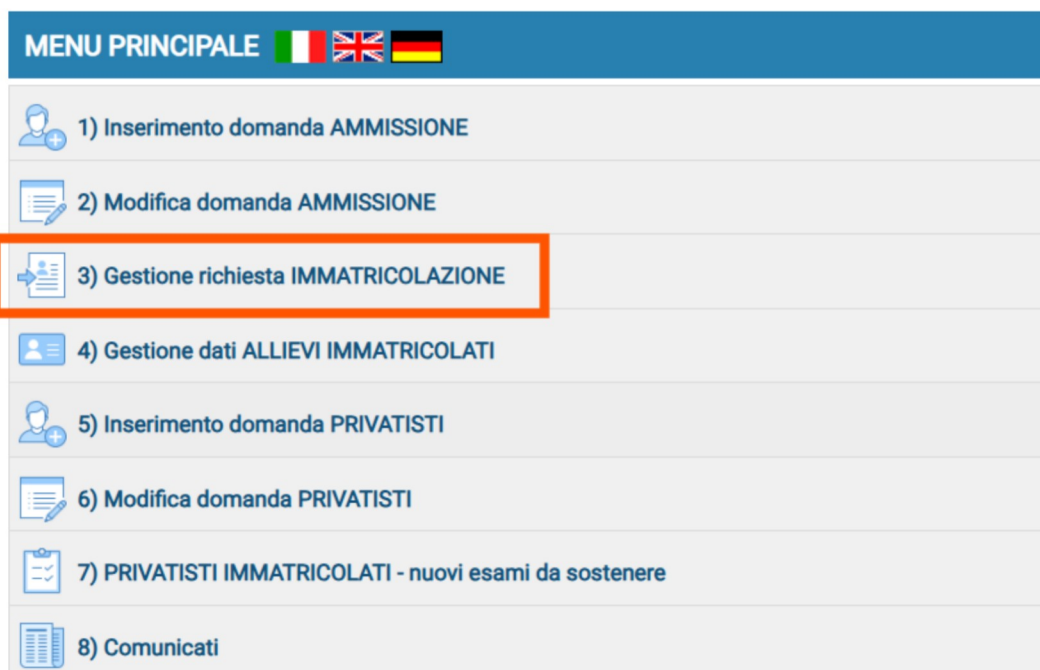 MENU PRINCIPALE
1) Inserimento domanda AMMISSIONE
2) Modifica domanda AMMISSIONE
3) Gestione richiesta IMMATRICOLAZIONE
4) Gestione dati ALLIEVI IMMATRICOLATI
5) Inserimento domanda PRIVATISTI
6) Modifica domanda PRIVATISTI
7) PRIVATISTI IMMATRICOLATI - nuovi esami da sostenere
8) Comunicati